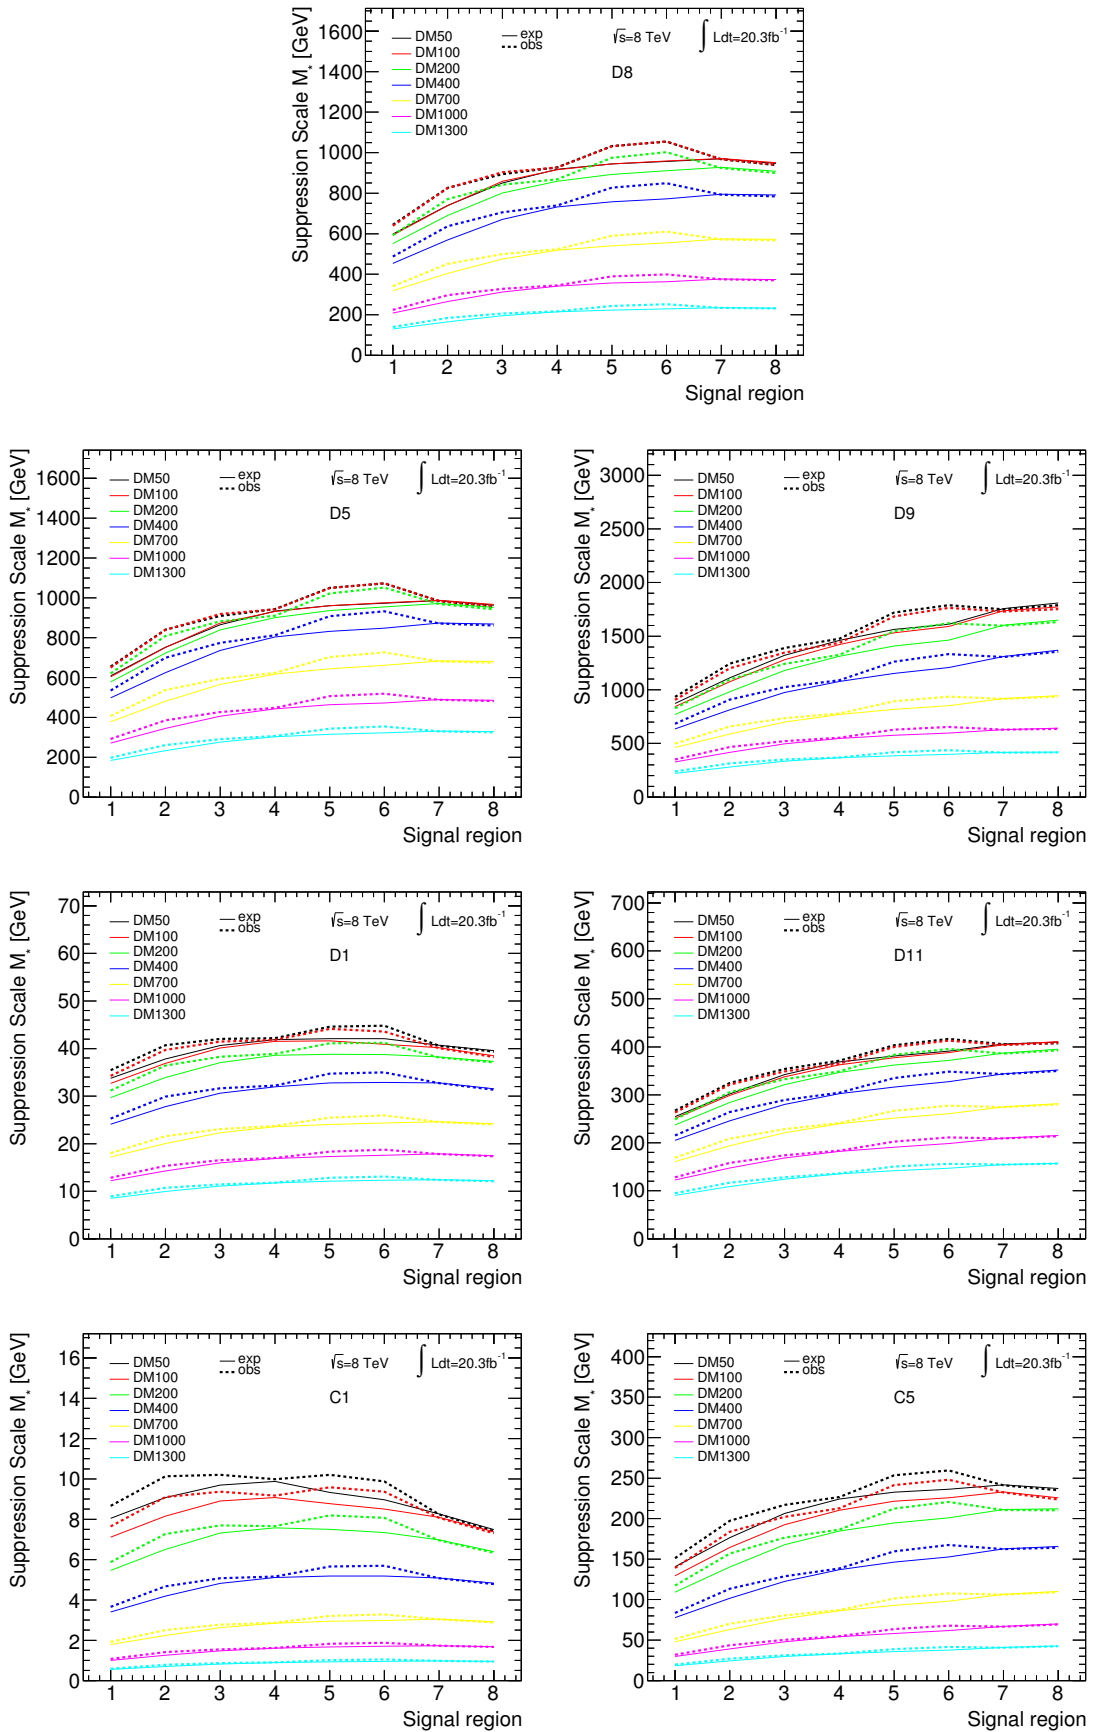 Suppression Scale M* [GeV]
1600
1400
1200
1000
800
600
400
200
0
DM50
DM100
DM200
DM400
DM700
DM1000
DM1300
exp
obs
√s=8 TeV
∫ Ldt=20.3fb-1
D8
1 2 3 4 5 6 7 8
Signal region
Suppression Scale M* [GeV]
1600
1400
1200
1000
800
600
400
200
0
DM50
DM100
DM200
DM400
DM700
DM1000
DM1300
exp
obs
√s=8 TeV
∫ Ldt=20.3fb-1
D5
1 2 3 4 5 6 7 8
Signal region
Suppression Scale M* [GeV]
3000
2500
2000
1500
1000
500
0
DM50
DM100
DM200
DM400
DM700
DM1000
DM1300
exp
obs
√s=8 TeV
∫ Ldt=20.3fb-1
D9
1 2 3 4 5 6 7 8
Signal region
Suppression Scale M* [GeV]
70
60
50
40
30
20
10
0
DM50
DM100
DM200
DM400
DM700
DM1000
DM1300
exp
obs
√s=8 TeV
∫ Ldt=20.3fb-1
D1
1 2 3 4 5 6 7 8
Signal region
Suppression Scale M* [GeV]
700
600
500
400
300
200
100
0
DM50
DM100
DM200
DM400
DM700
DM1000
DM1300
exp
obs
√s=8 TeV
∫ Ldt=20.3fb-1
D11
1 2 3 4 5 6 7 8
Signal region
Suppression Scale M* [GeV]
16
14
12
10
8
6
4
2
0
DM50
DM100
DM200
DM400
DM700
DM1000
DM1300
exp
obs
√s=8 TeV
∫ Ldt=20.3fb-1
C1
1 2 3 4 5 6 7 8
Signal region
Suppression Scale M* [GeV]
400
350
300
250
200
150
100
50
0
DM50
DM100
DM200
DM400
DM700
DM1000
DM1300
exp
obs
√s=8 TeV
∫ Ldt=20.3fb-1
C5
1 2 3 4 5 6 7 8
Signal region